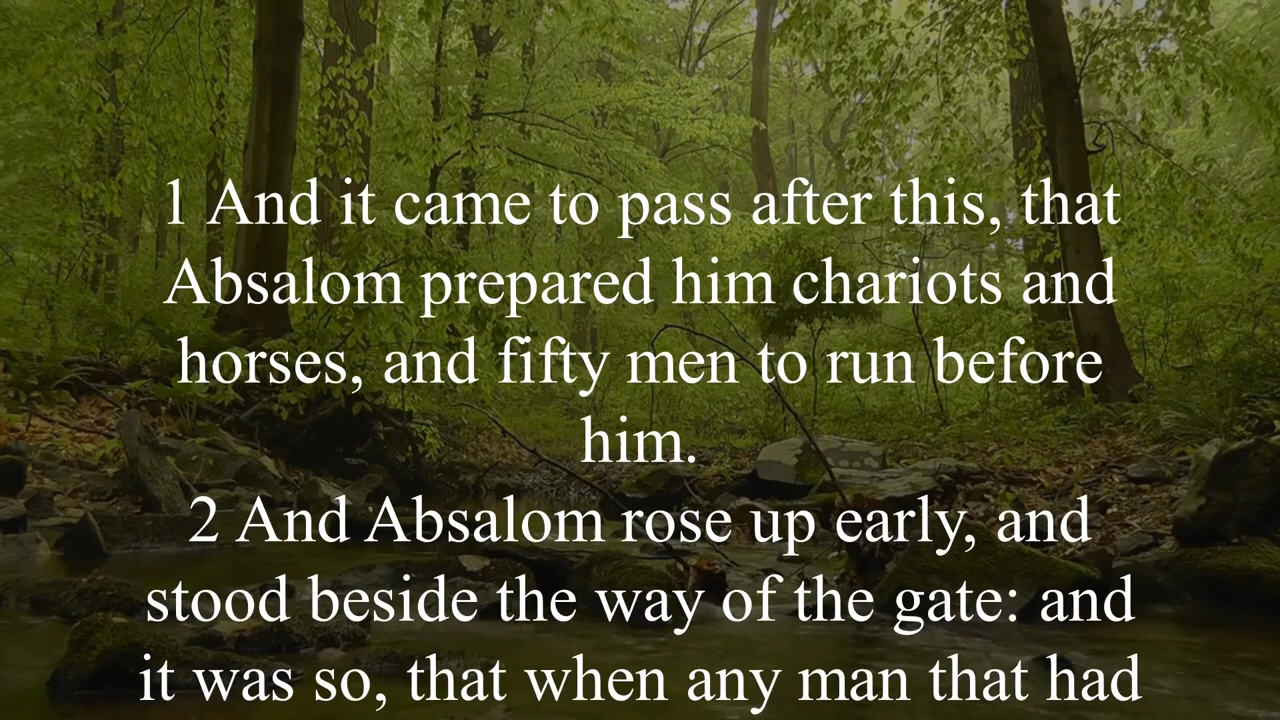 1 And it came to pass after this, that
Absalom prepared him chariots and
horses, and fifty men to run before
him.
2 And Absalom rose up early, and
stood beside the way of the gate: and
it was so, that when any man that had